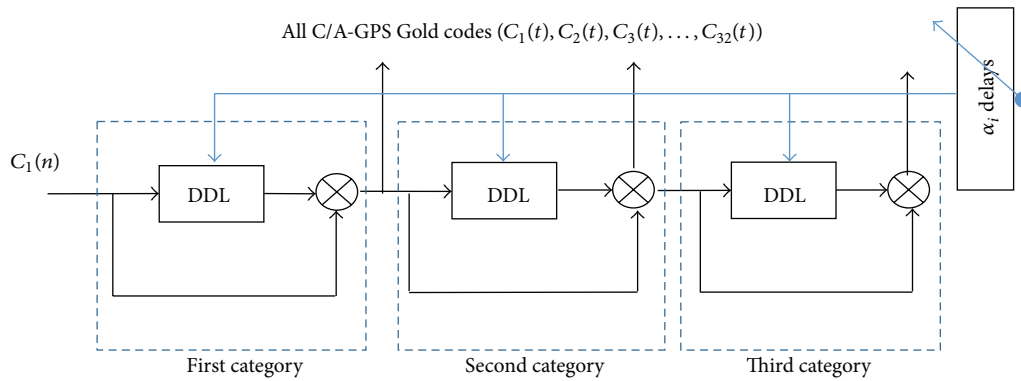 All C/A-GPS Gold codes (C₁(t), C₂(t), C₃(t), ..., C₃₂(t))
αᵢ delays
C₁(n)
DDL
DDL
DDL
First category
Second category
Third category